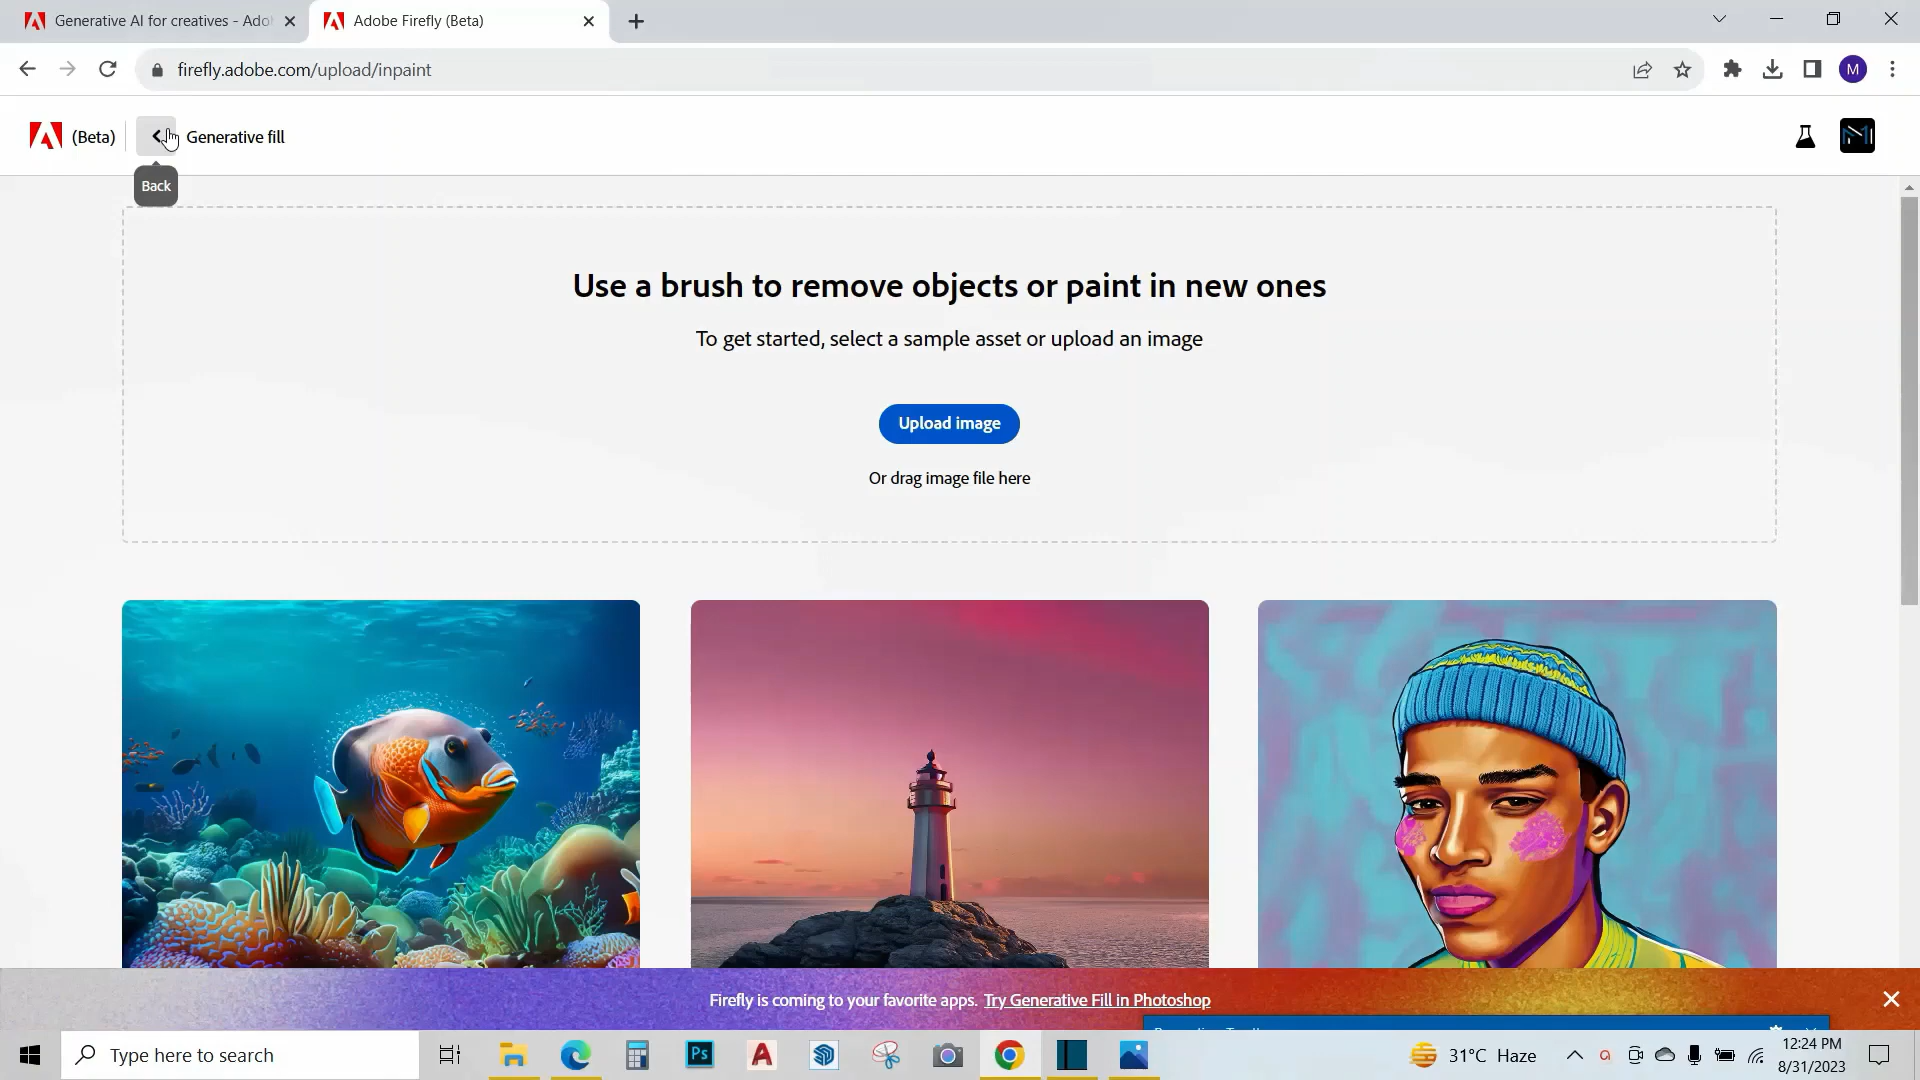 Generative AI for creatives - Ado
Adobe Firefly (Beta)
firefly.adobe.com/upload/inpaint
M
(Beta)
Generative fill
Back
Use a brush to remove objects or paint in new ones
To get started, select a sample asset or upload an image
Upload image
Or drag image file here
Firefly is coming to your favorite apps. Try Generative Fill in Photoshop
Type here to search
Ps
31°C Haze
12:24 PM
8/31/2023